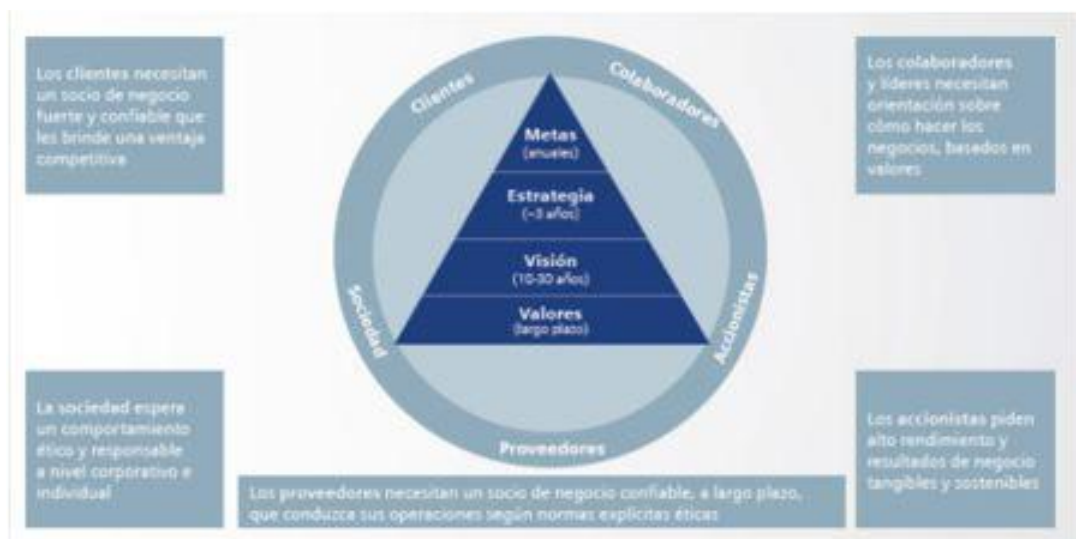 Los clientes necesitan
un socio de negocio
fuerte y confiable que
les brinde una ventaja
competitiva
Clientes
Colaboradores
Los colaboradores
y líderes necesitan
orientación sobre
cómo hacer los
negocios, basados en
valores
Metas
(anuales)
Estrategia
(~3 años)
Visión
(10-30 años)
Valores
(largo plazo)
Sociedad
Accionistas
Proveedores
La sociedad espera
un comportamiento
ético y responsable
a nivel corporativo e
individual
Los accionistas piden
alto rendimiento y
resultados de negocio
tangibles y sostenibles
Los proveedores necesitan un socio de negocio confiable, a largo plazo,
que conduzca sus operaciones según normas explícitas éticas